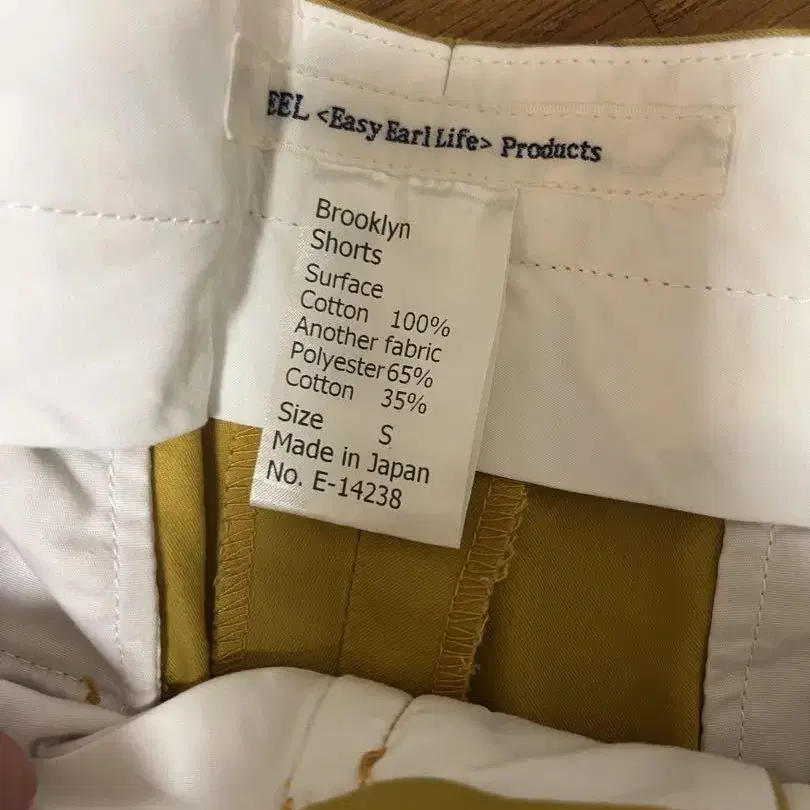 EEL <Easy Earl Life> Products
Brooklyn
Shorts
Surface
Cotton 100%
Another fabric
Polyester 65%
Cotton 35%
Size S
Made in Japan
No. E-14238